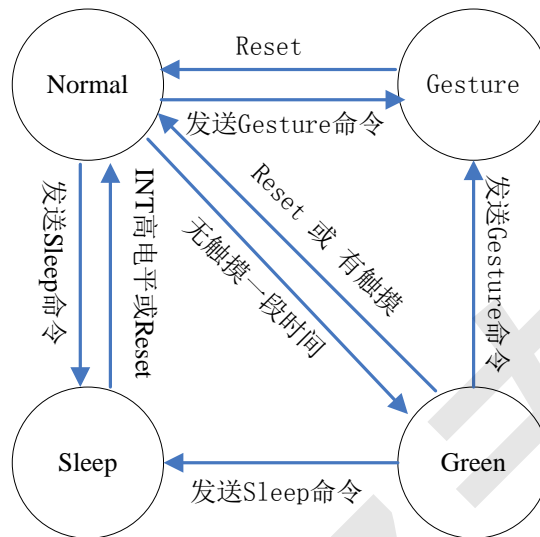 Reset
Normal
Gesture
发送Gesture命令
Reset 或 有触摸
无触摸一段时间
发送Sleep命令
INT高电平或Reset
发送Gesture命令
Sleep
Green
发送Sleep命令